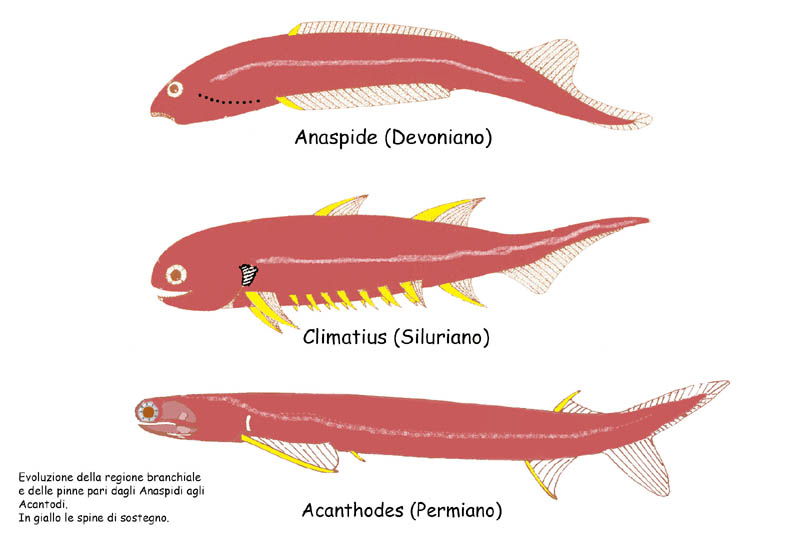 Anaspide (Devoniano)
Climatius (Siluriano)
Acanthodes (Permiano)
Evoluzione della regione branchiale
e delle pinne pari dagli Anaspidi agli
Acantodi.
In giallo le spine di sostegno.